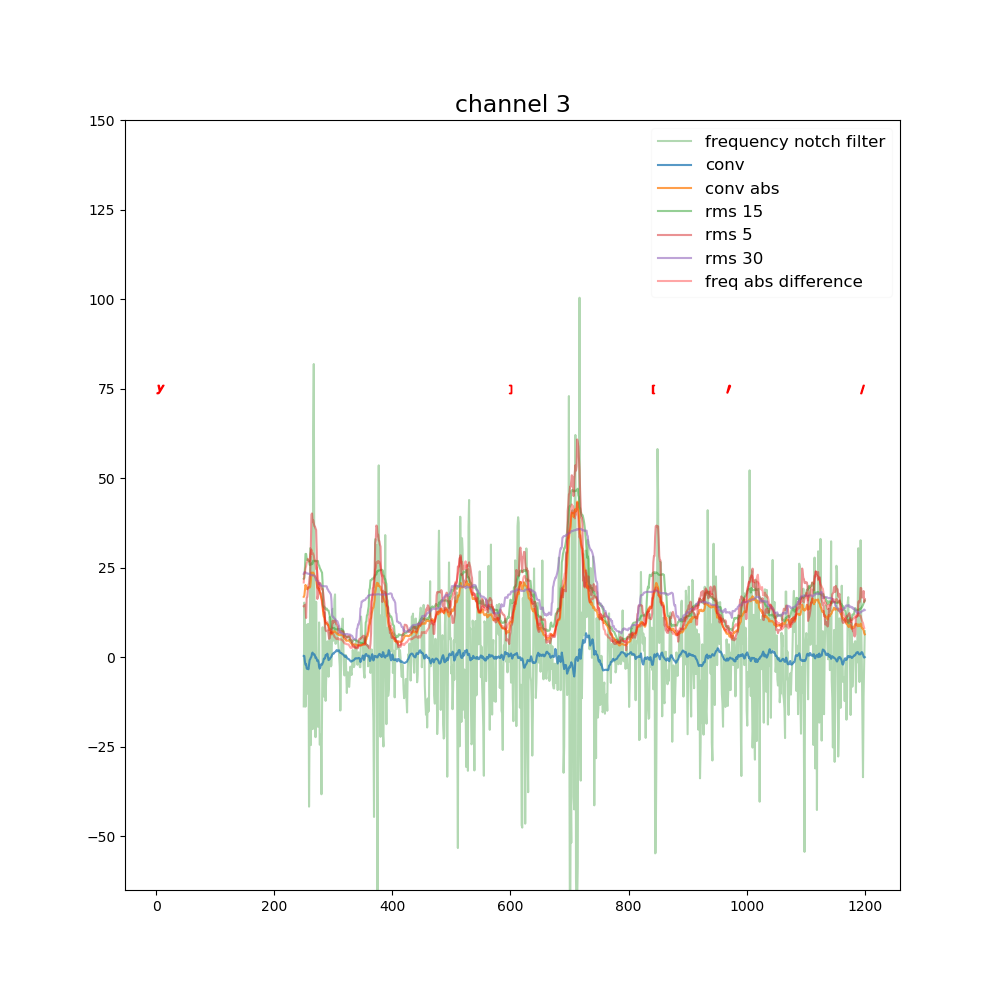 channel 3
150
125
100
75
50
25
0
−25
−50
frequency notch filter
conv
conv abs
rms 15
rms 5
rms 30
freq abs difference
y ] [ / /
0 200 400 600 800 1000 1200